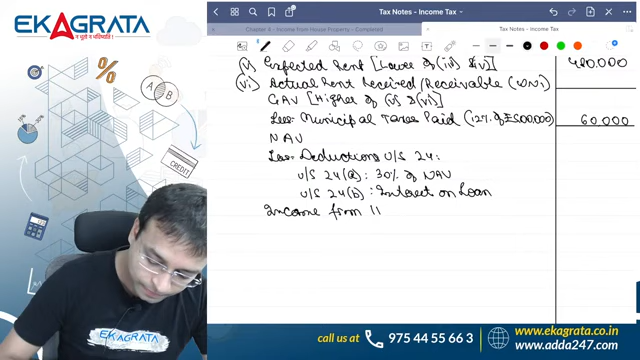 EKAGRATA
Tax Notes - Income Tax
Chapter 4 - Income from House Property - Completed
Tax Notes - Income Tax
(v) Expected Rent [Lower of (iii) & (iv)] 480,000
(vi) Actual Rent Received/Receivable
GAV [Higher of (v) & (vi)]
Less: Municipal Taxes Paid (12% of ₹500,000) 60,000
NAV
Less: Deductions U/S 24:
U/S 24(a): 30% of NAV
U/S 24(b): Interest on Loan
Income from
%
A
B
CREDIT
EKAGRATA
call us at 975 44 55 66 3
www.ekagrata.co.in
www.adda247.com